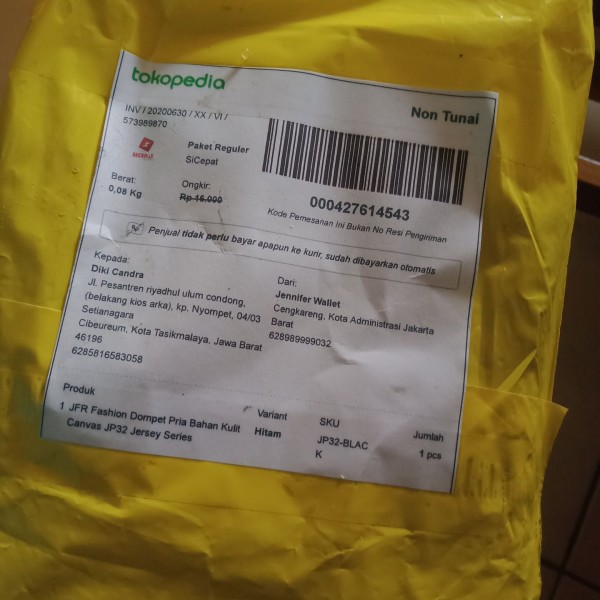 tokopedia
Non Tunai
INV / 20200630 / XX / VI /
573989870
SICEPAT
Paket Reguler
SiCepat
Berat:
0,08 Kg
Ongkir:
Rp 16.000
000427614543
Kode Pemesanan Ini Bukan No Resi Pengiriman
Rp
Penjual tidak perlu bayar apapun ke kurir, sudah dibayarkan otomatis
Kepada:
Diki Candra
Jl. Pesantren riyadhul ulum condong,
(belakang kios arka), kp. Nyompet, 04/03
Setianagara
Cibeureum, Kota Tasikmalaya, Jawa Barat
46196
6285816583058
Dari:
Jennifer Wallet
Cengkareng, Kota Administrasi Jakarta
Barat
628989999032
Produk
Variant
SKU
Jumlah
1 JFR Fashion Dompet Pria Bahan Kulit
Canvas JP32 Jersey Series
Hitam
JP32-BLAC
K
1 pcs